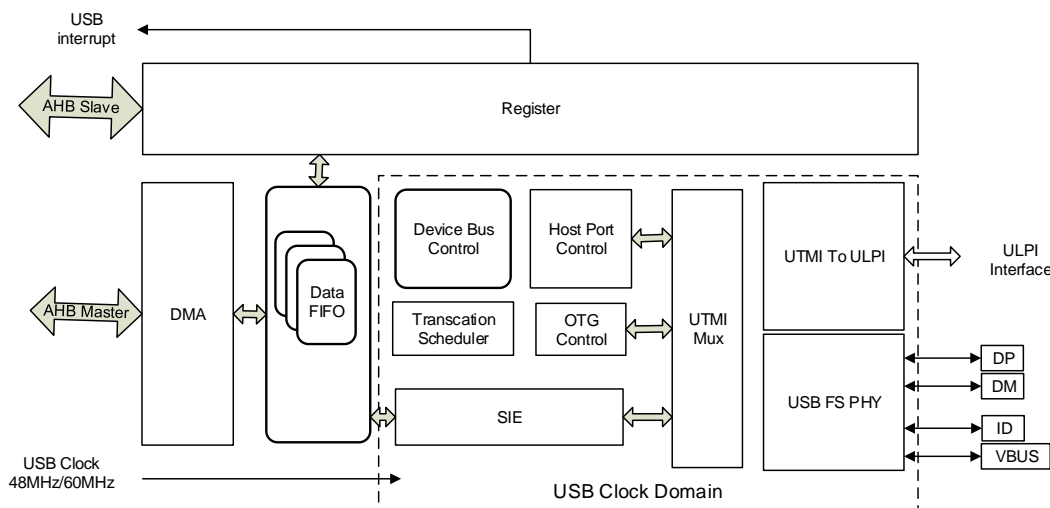 USB
interrupt
AHB Slave
Register
Device Bus
Control
Host Port
Control
UTMI To ULPI
ULPI
Interface
Data
FIFO
AHB Master
DMA
Transcation
Scheduler
OTG
Control
UTMI
Mux
DP
DM
USB FS PHY
SIE
ID
VBUS
USB Clock
48MHz/60MHz
USB Clock Domain